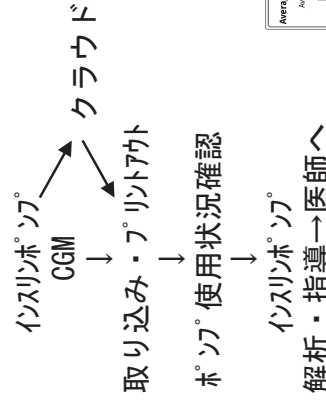 インスリンポンプ
CGM
↓
クラウド
取り込み・プリントアウト
↓
ポンプ使用状況確認
↓
インスリンポンプ
解析・指導→医師へ
Avera